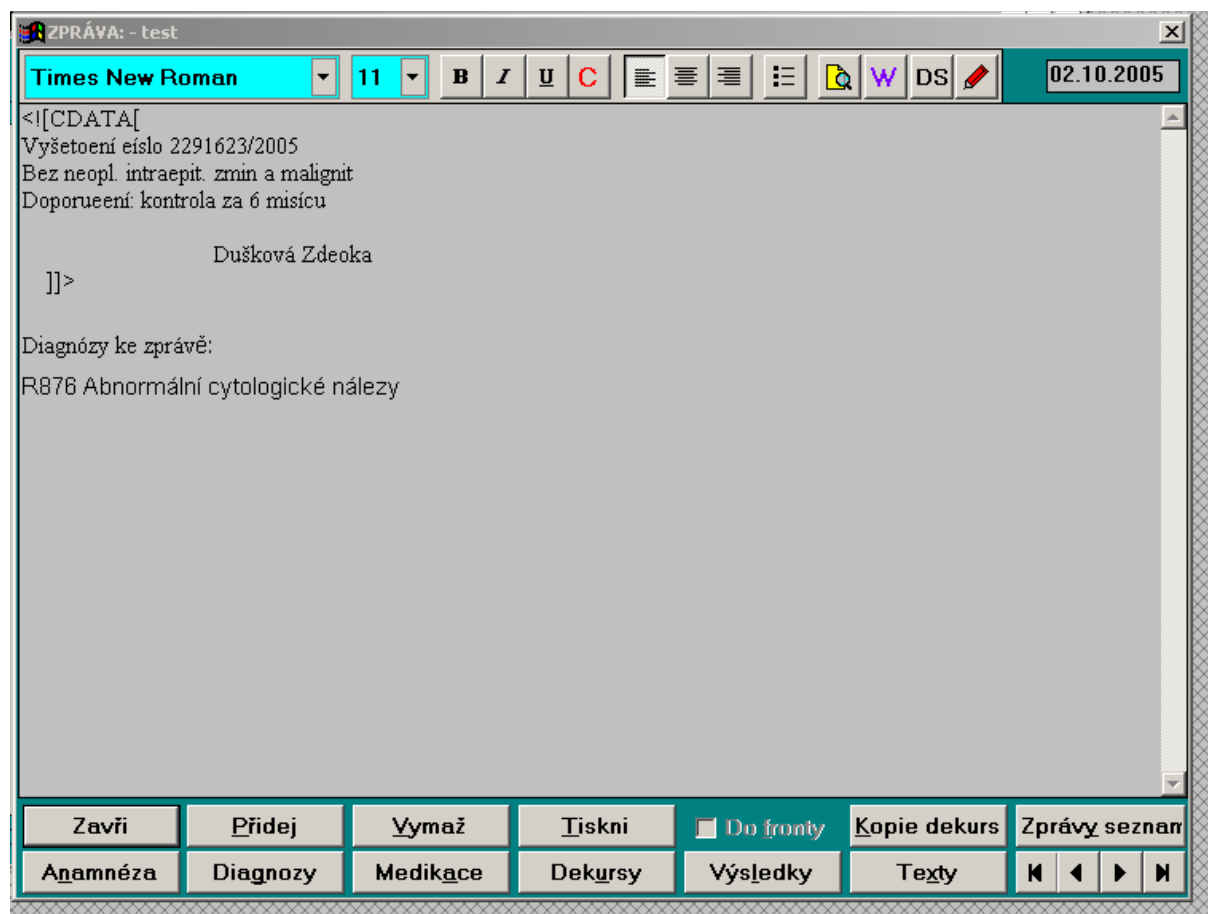 ZPRÁVA: - test
Times New Roman 11 B I U C W DS 02.10.2005
<![CDATA[
Vyšetoení eíslo 2291623/2005
Bez neopl. intraepit. zmin a malignit
Doporueení: kontrola za 6 misícu
Dušková Zdeoka
]]>
Diagnózy ke zprávě:
R876 Abnormální cytologické nálezy
Zavři Přidej Vymaž Tiskni Do fronty Kopie dekurs Zprávy seznam
Anamnéza Diagnozy Medikace Dekursy Výsledky Texty